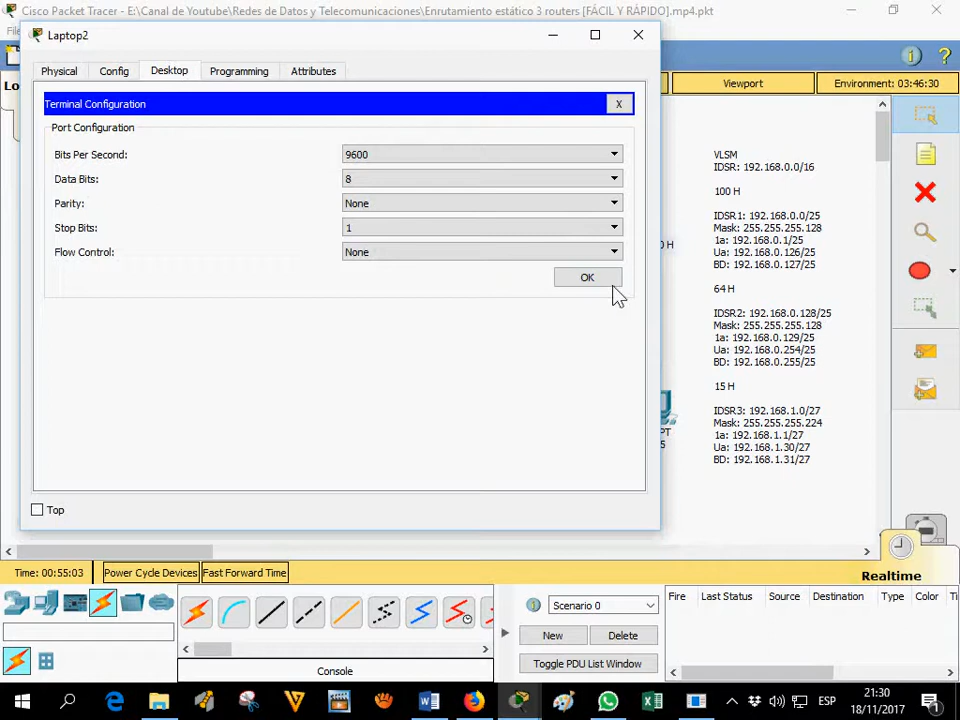 Cisco Packet Tracer - E:\Canal de Youtube\Redes de Datos y Telecomunicaciones\Enrutamiento estático 3 routers [FÁCIL Y RÁPIDO].mp4.pkt
Laptop2
Physical
Config
Desktop
Programming
Attributes
Viewport
Environment: 03:46:30
Terminal Configuration
X
Port Configuration
Bits Per Second:
9600
Data Bits:
8
Parity:
None
Stop Bits:
1
Flow Control:
None
OK
Top
VLSM
IDSR: 192.168.0.0/16
100 H
IDSR1: 192.168.0.0/25
Mask: 255.255.255.128
1a: 192.168.0.1/25
Ua: 192.168.0.126/25
BD: 192.168.0.127/25
64 H
IDSR2: 192.168.0.128/25
Mask: 255.255.255.128
1a: 192.168.0.129/25
Ua: 192.168.0.254/25
BD: 192.168.0.255/25
15 H
IDSR3: 192.168.1.0/27
Mask: 255.255.255.224
1a: 192.168.1.1/27
Ua: 192.168.1.30/27
BD: 192.168.1.31/27
0 H
PT
5
Time: 00:55:03
Power Cycle Devices
Fast Forward Time
Realtime
Scenario 0
New
Delete
Toggle PDU List Window
Fire
Last Status
Source
Destination
Type
Color
Console
ESP
21:30
18/11/2017